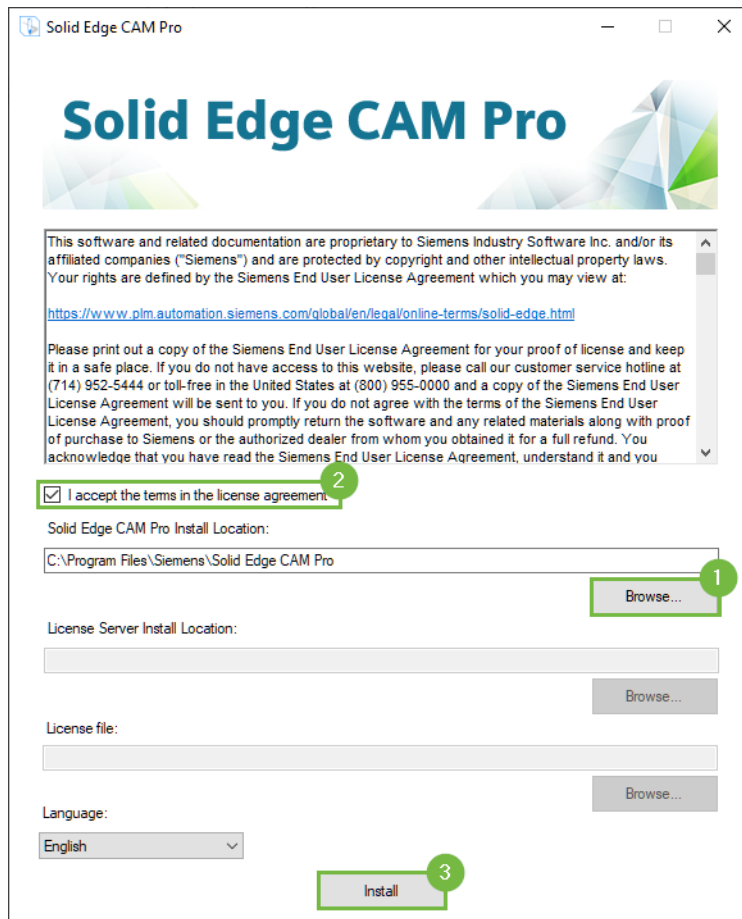 Solid Edge CAM Pro
Solid Edge CAM Pro
This software and related documentation are proprietary to Siemens Industry Software Inc. and/or its
affiliated companies ("Siemens") and are protected by copyright and other intellectual property laws.
Your rights are defined by the Siemens End User License Agreement which you may view at:
https://www.plm.automation.siemens.com/global/en/legal/online-terms/solid-edge.html
Please print out a copy of the Siemens End User License Agreement for your proof of license and keep
it in a safe place. If you do not have access to this website, please call our customer service hotline at
(714) 952-5444 or toll-free in the United States at (800) 955-0000 and a copy of the Siemens End User
License Agreement will be sent to you. If you do not agree with the terms of the Siemens End User
License Agreement, you should promptly return the software and any related materials along with proof
of purchase to Siemens or the authorized dealer from whom you obtained it for a full refund. You
acknowledge that you have read the Siemens End User License Agreement, understand it and you
2
I accept the terms in the license agreement
Solid Edge CAM Pro Install Location:
C:\Program Files\Siemens\Solid Edge CAM Pro
1
Browse...
License Server Install Location:
Browse...
License file:
Browse...
Language:
English
3
Install